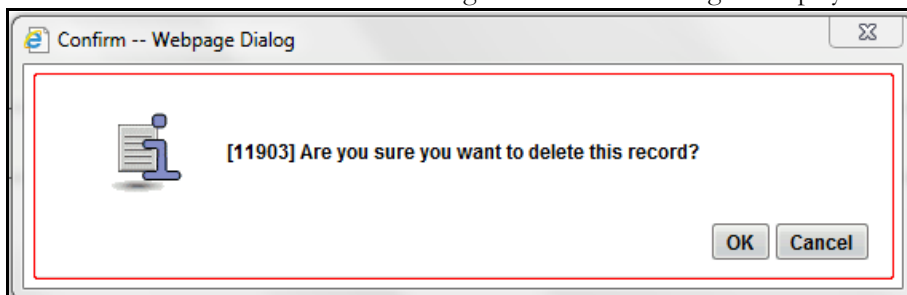 Confirm -- Webpage Dialog
[11903] Are you sure you want to delete this record?
OK Cancel